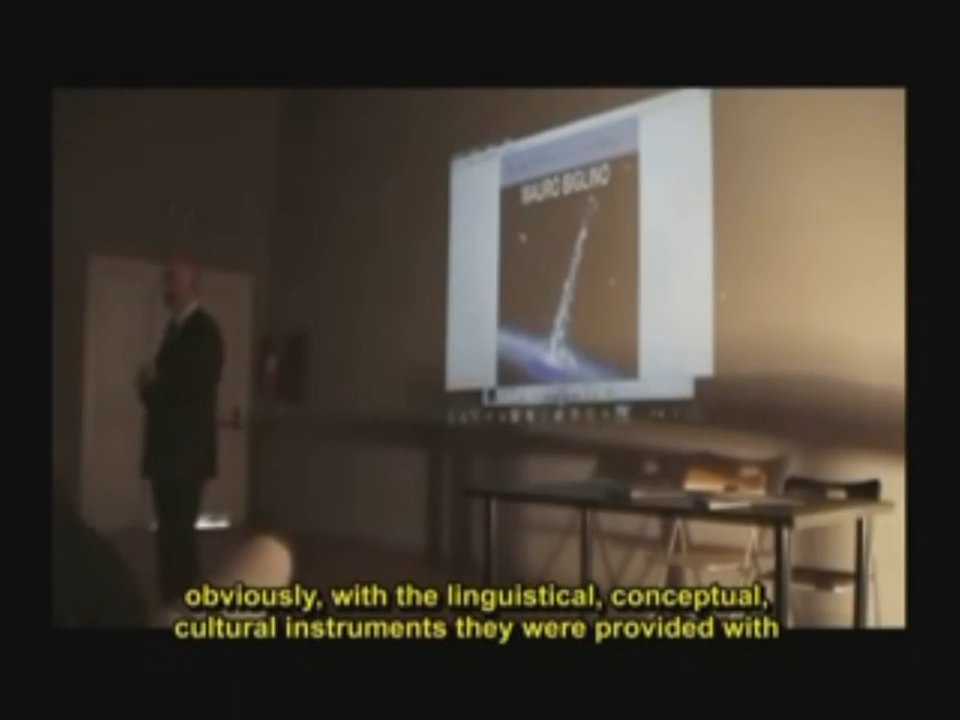 MAURO BIGLINO
obviously, with the linguistical, conceptual,
cultural instruments they were provided with